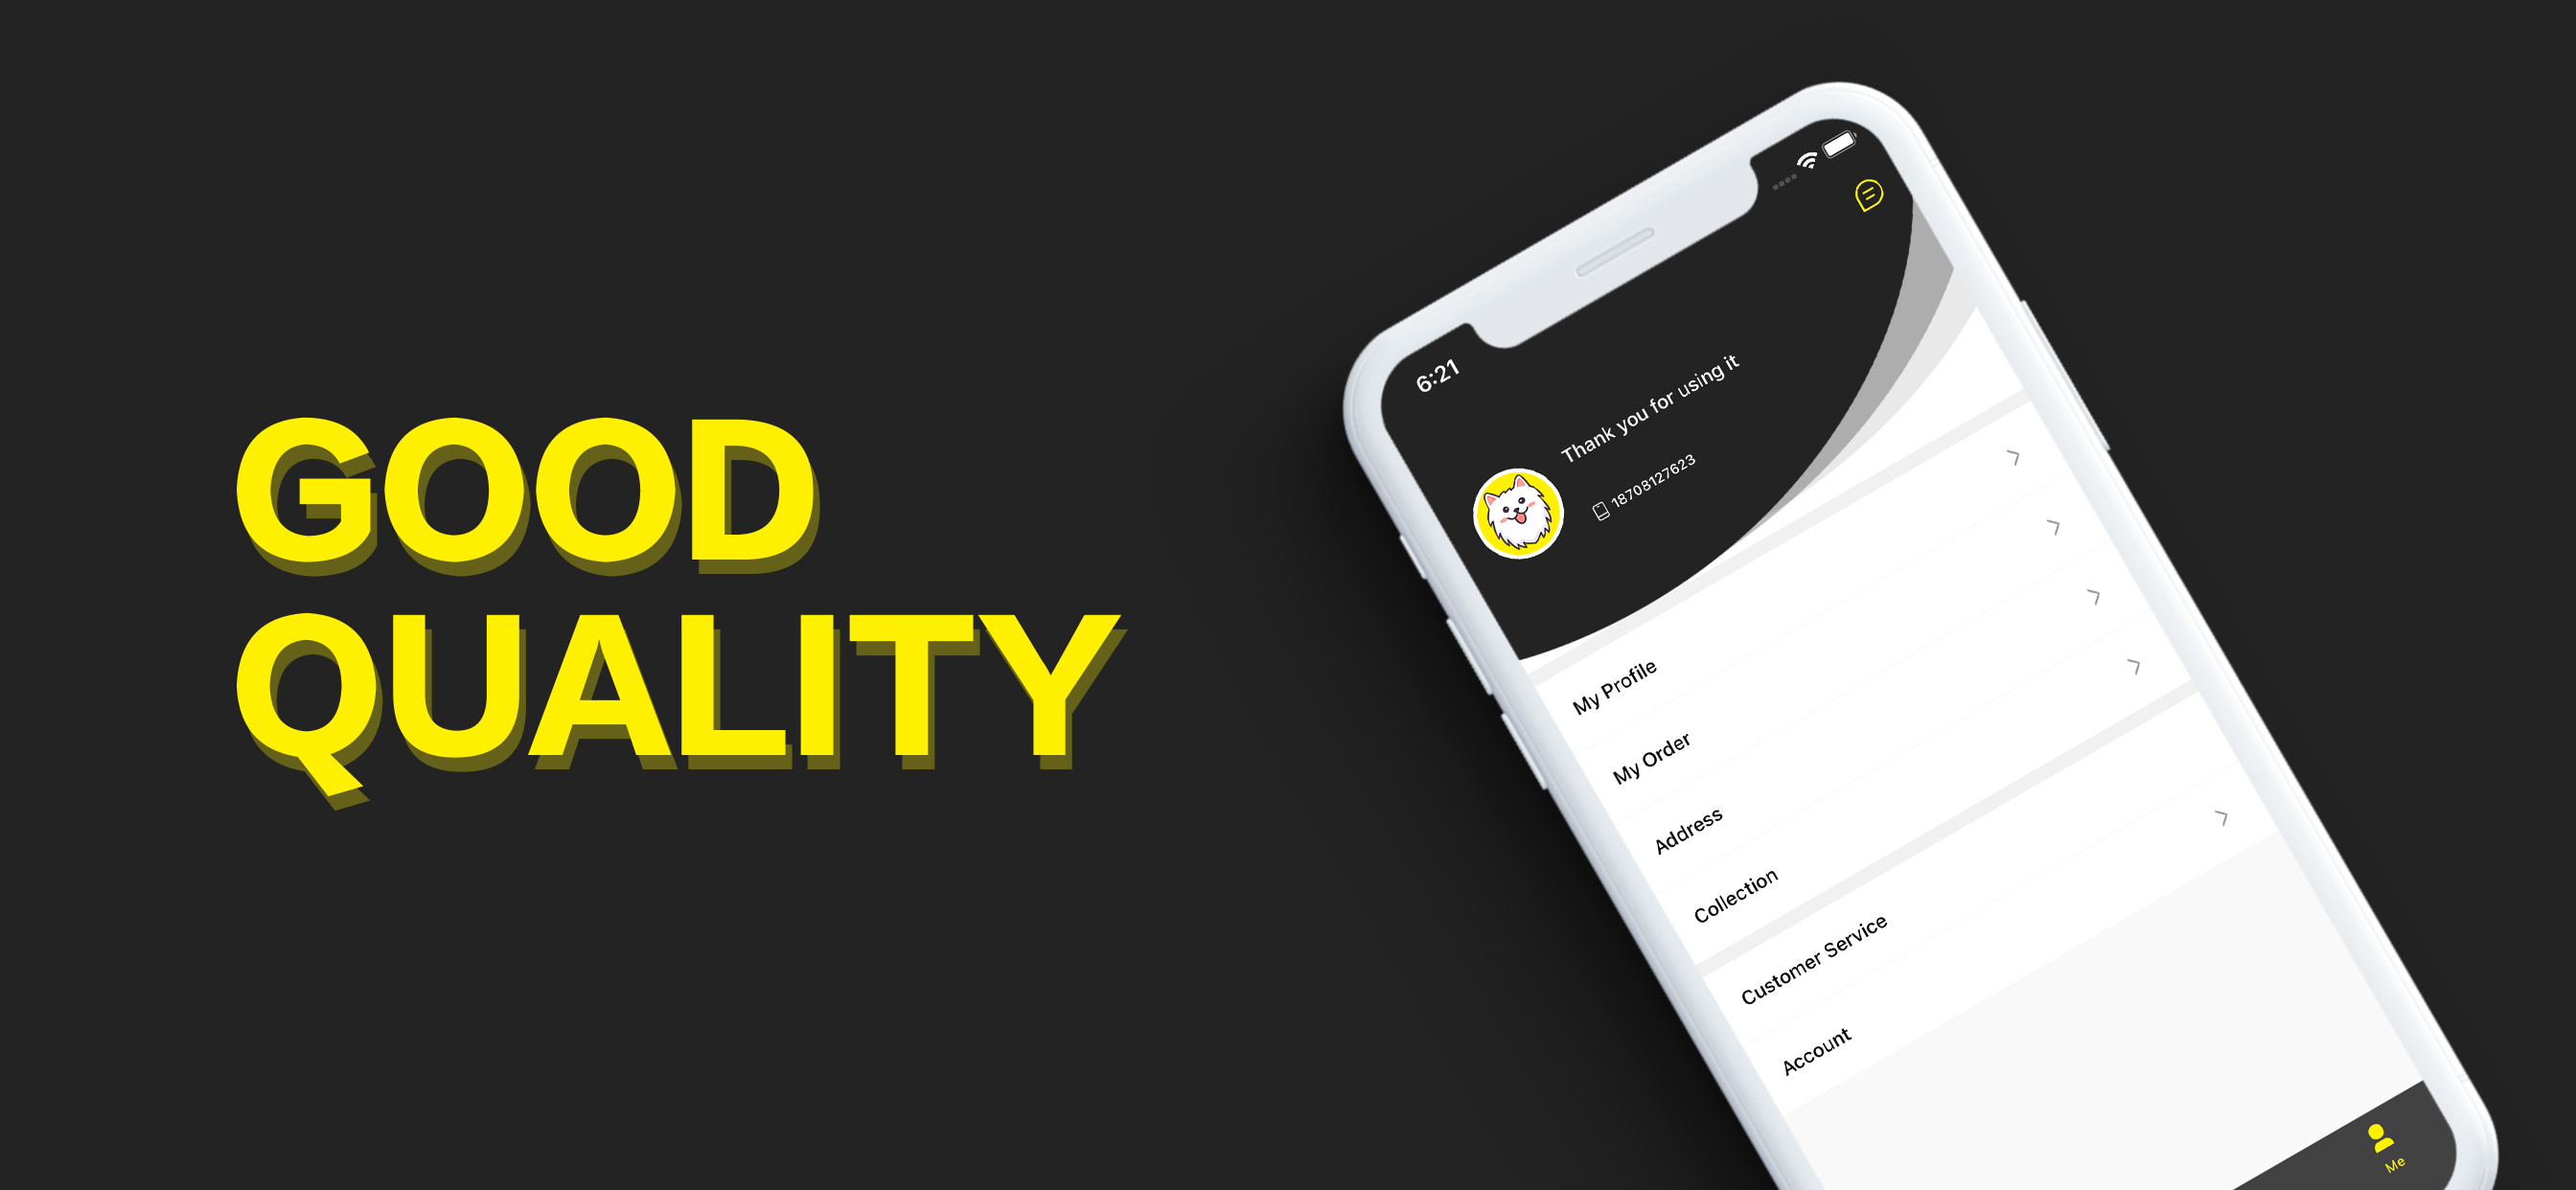 GOOD
QUALITY
6:21
Thank you for using it
18708127623
My Profile
My Order
Address
Collection
Customer Service
Account
Me